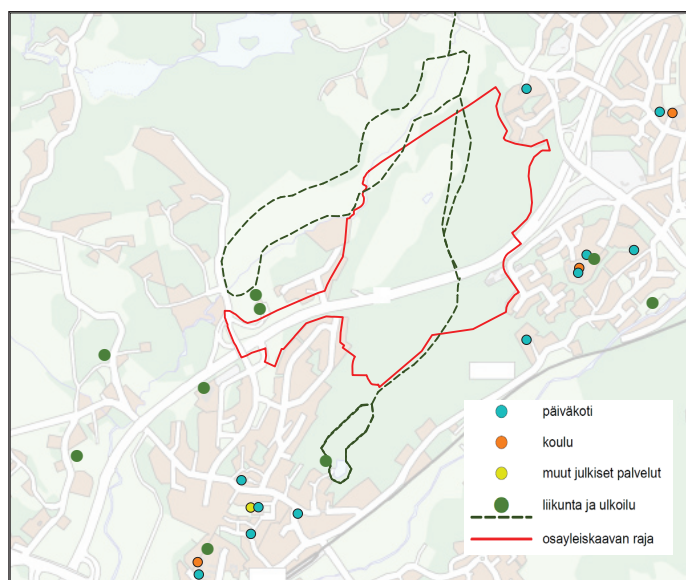 päiväkoti
koulu
muut julkiset palvelut
liikunta ja ulkoilu
osayleiskaavan raja